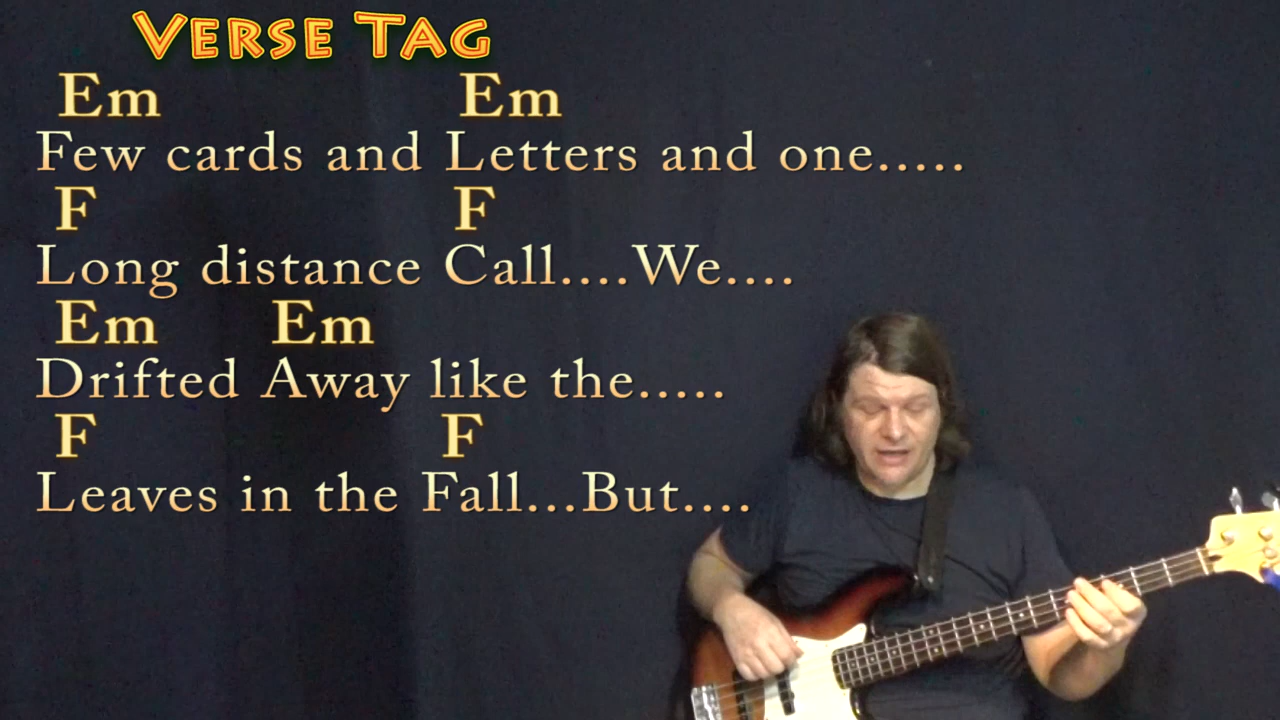 Verse Tag
Em Em
Few cards and Letters and one.....
F F
Long distance Call....We....
Em Em
Drifted Away like the.....
F F
Leaves in the Fall...But....